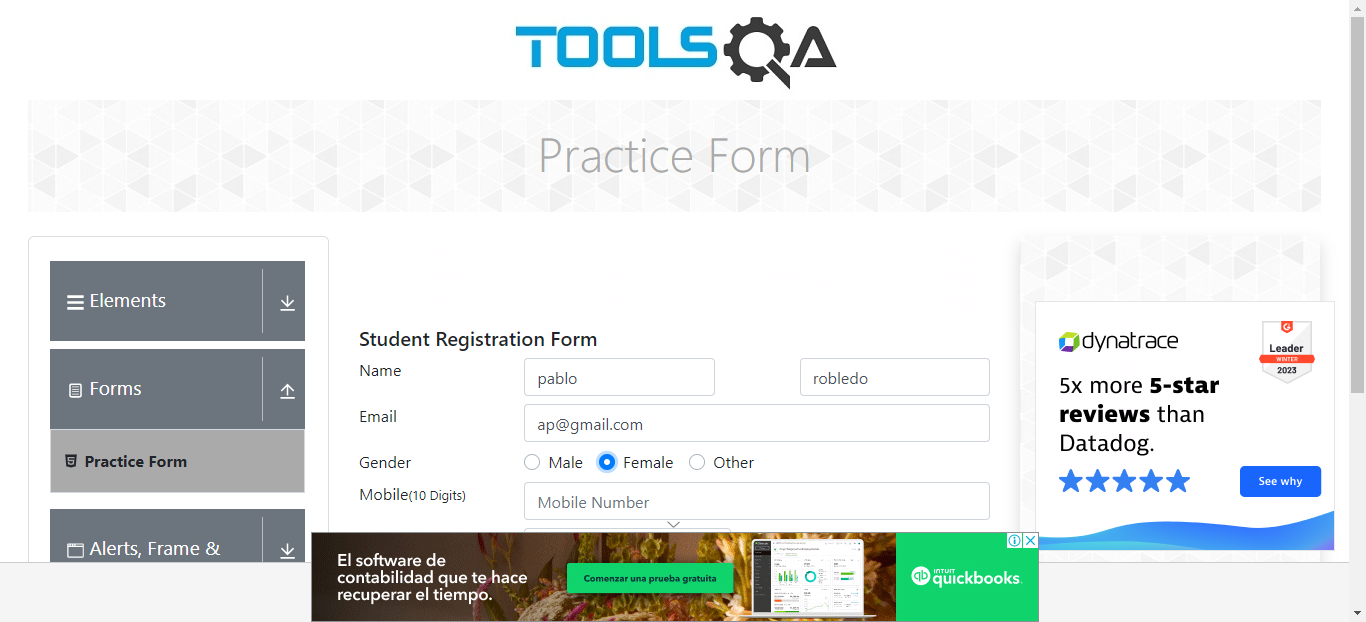 TOOLSQA
Practice Form
Elements
Forms
Practice Form
Alerts, Frame &
Student Registration Form
Name
pablo
robledo
Email
ap@gmail.com
Gender
Male
Female
Other
Mobile(10 Digits)
Mobile Number
dynatrace
Leader
WINTER
2023
5x more 5-star
reviews than
Datadog.
See why
El software de
contabilidad que te hace
recuperar el tiempo.
Comenzar una prueba gratuita
INTUIT
quickbooks